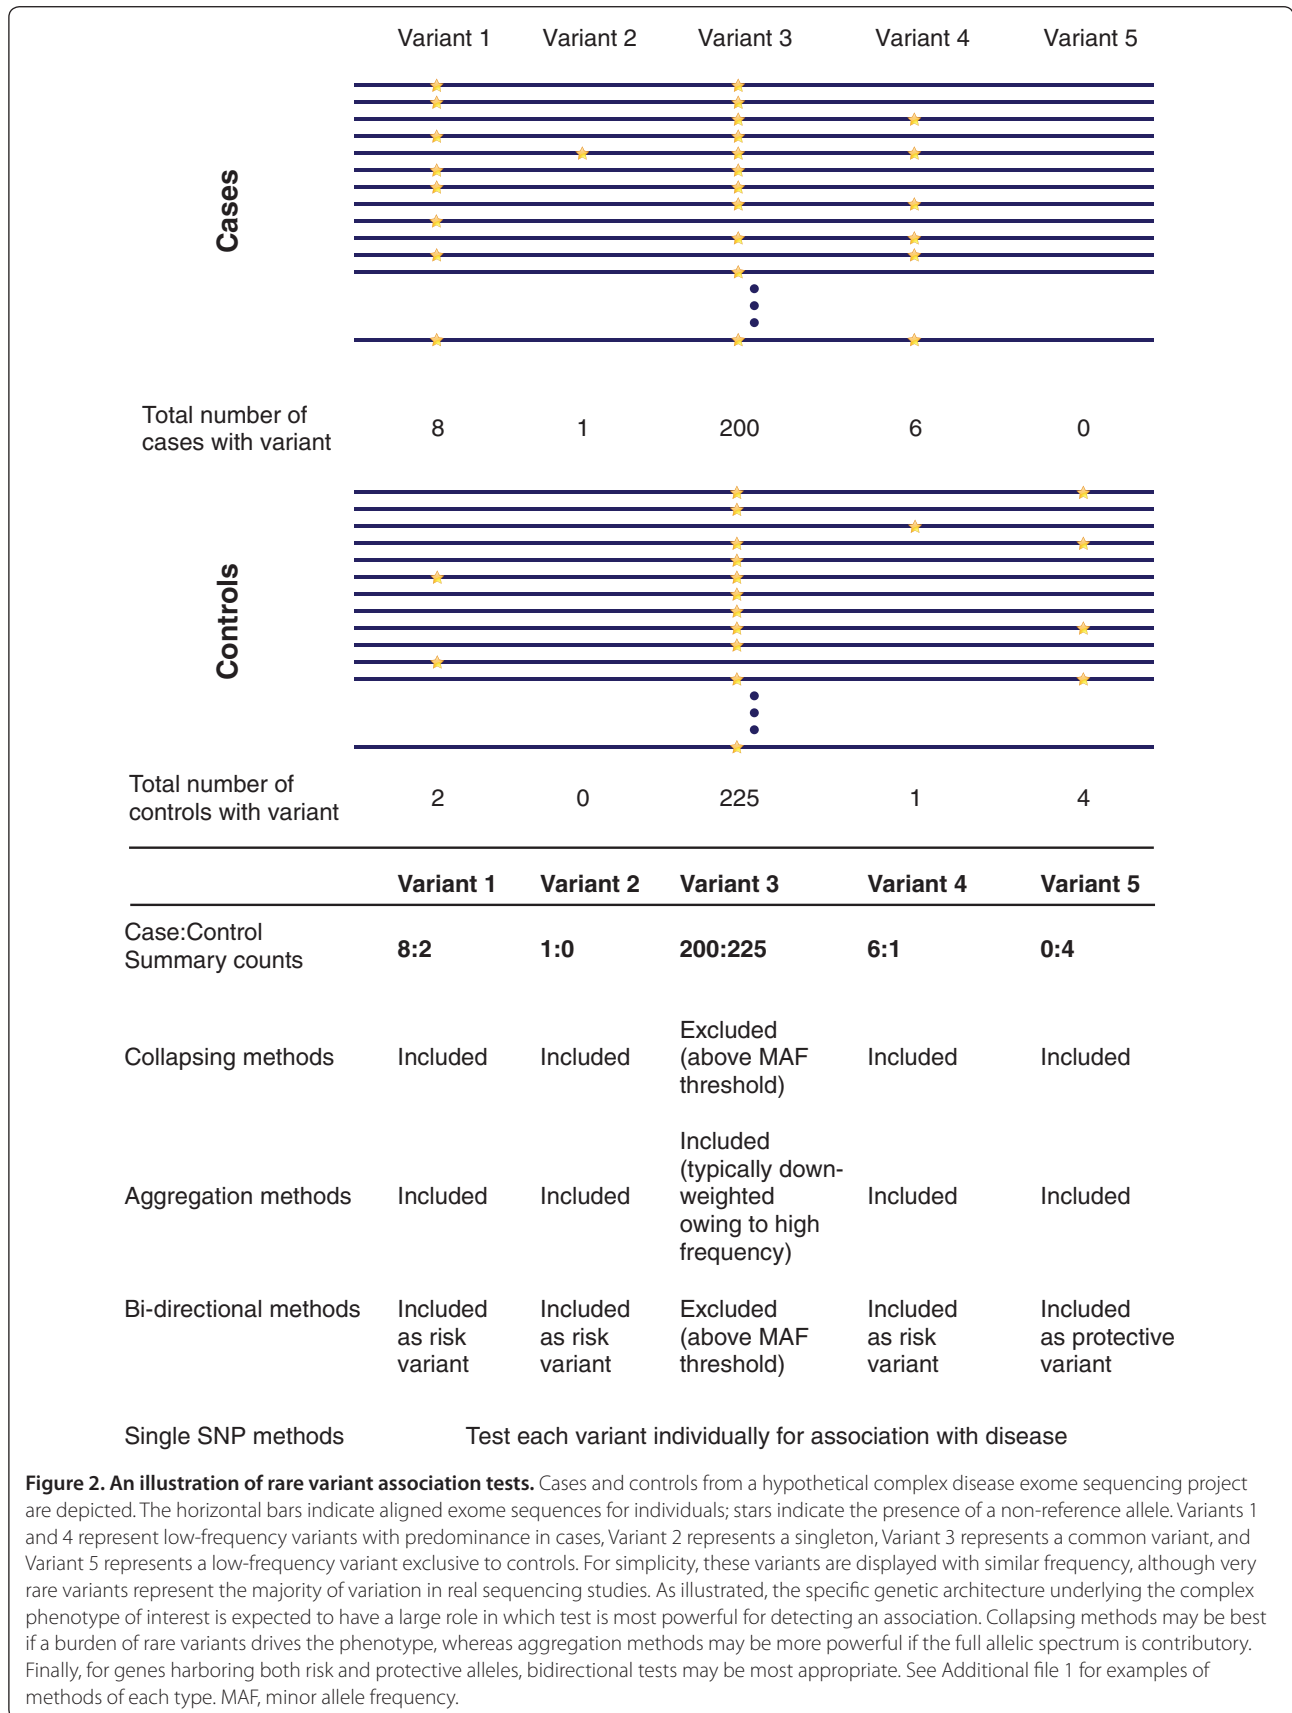 Variant 1 Variant 2 Variant 3 Variant 4 Variant 5
Cases
Total number of
cases with variant
8 1 200 6 0
Controls
Total number of
controls with variant
2 0 225 1 4
Variant 1 Variant 2 Variant 3 Variant 4 Variant 5
Case:Control
Summary counts
8:2 1:0 200:225 6:1 0:4
Collapsing methods
Included
Included
Excluded
(above MAF
threshold)
Included
Included
Aggregation methods
Included
Included
Included
(typically down-
weighted
owing to high
frequency)
Included
Included
Bi-directional methods
Included
as risk
variant
Included
as risk
variant
Excluded
(above MAF
threshold)
Included
as risk
variant
Included
as protective
variant
Single SNP methods
Test each variant individually for association with disease
Figure 2. An illustration of rare variant association tests. Cases and controls from a hypothetical complex disease exome sequencing project
are depicted. The horizontal bars indicate aligned exome sequences for individuals; stars indicate the presence of a non-reference allele. Variants 1
and 4 represent low-frequency variants with predominance in cases, Variant 2 represents a singleton, Variant 3 represents a common variant, and
Variant 5 represents a low-frequency variant exclusive to controls. For simplicity, these variants are displayed with similar frequency, although very
rare variants represent the majority of variation in real sequencing studies. As illustrated, the specific genetic architecture underlying the complex
phenotype of interest is expected to have a large role in which test is most powerful for detecting an association. Collapsing methods may be best
if a burden of rare variants drives the phenotype, whereas aggregation methods may be more powerful if the full allelic spectrum is contributory.
Finally, for genes harboring both risk and protective alleles, bidirectional tests may be most appropriate. See Additional file 1 for examples of
methods of each type. MAF, minor allele frequency.